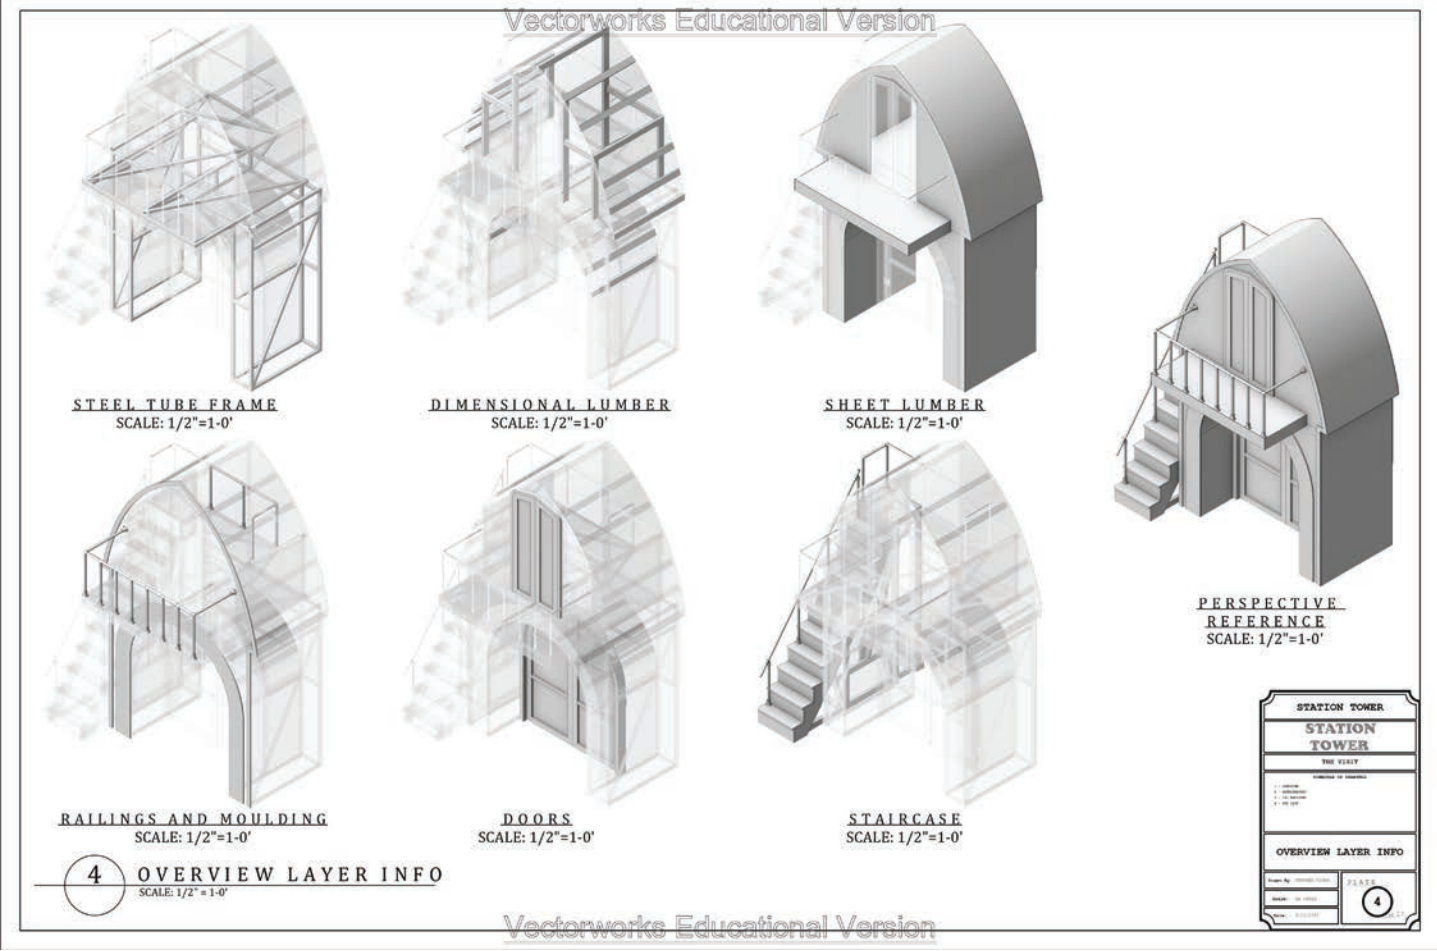 Vectorworks Educational Version
STEEL TUBE FRAME
SCALE: 1/2"=1-0'
DIMENSIONAL LUMBER
SCALE: 1/2"=1-0'
SHEET LUMBER
SCALE: 1/2"=1-0'
PERSPECTIVE
REFERENCE
SCALE: 1/2"=1-0'
RAILINGS AND MOULDING
SCALE: 1/2"=1-0'
DOORS
SCALE: 1/2"=1-0'
STAIRCASE
SCALE: 1/2"=1-0'
4 OVERVIEW LAYER INFO
SCALE: 1/2" = 1-0'
STATION TOWER
STATION
TOWER
THE VISIT
OVERVIEW LAYER INFO
PLATE
4
Vectorworks Educational Version